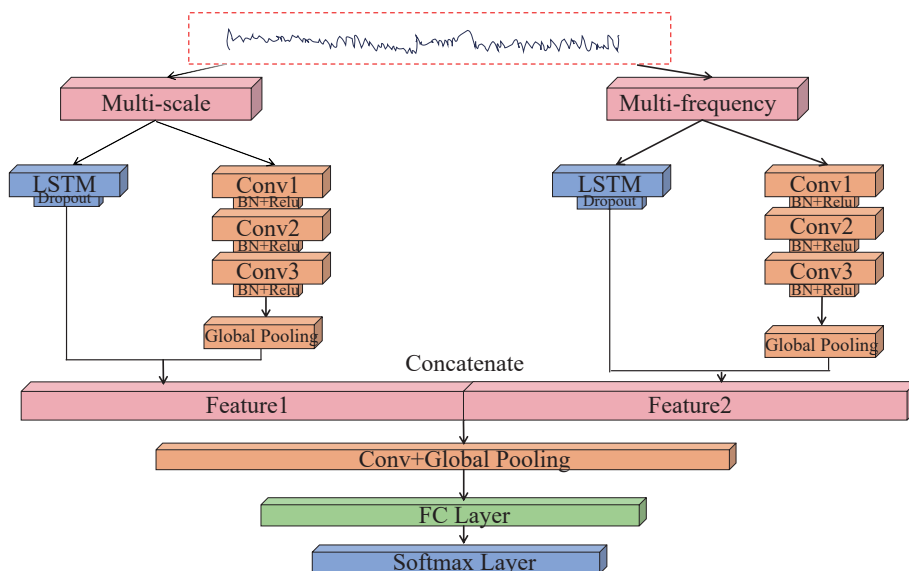 Multi-scale
Multi-frequency
LSTM
Dropout
Conv1
BN+Relu
Conv2
BN+Relu
Conv3
BN+Relu
Global Pooling
LSTM
Dropout
Conv1
BN+Relu
Conv2
BN+Relu
Conv3
BN+Relu
Global Pooling
Concatenate
Feature1
Feature2
Conv+Global Pooling
FC Layer
Softmax Layer